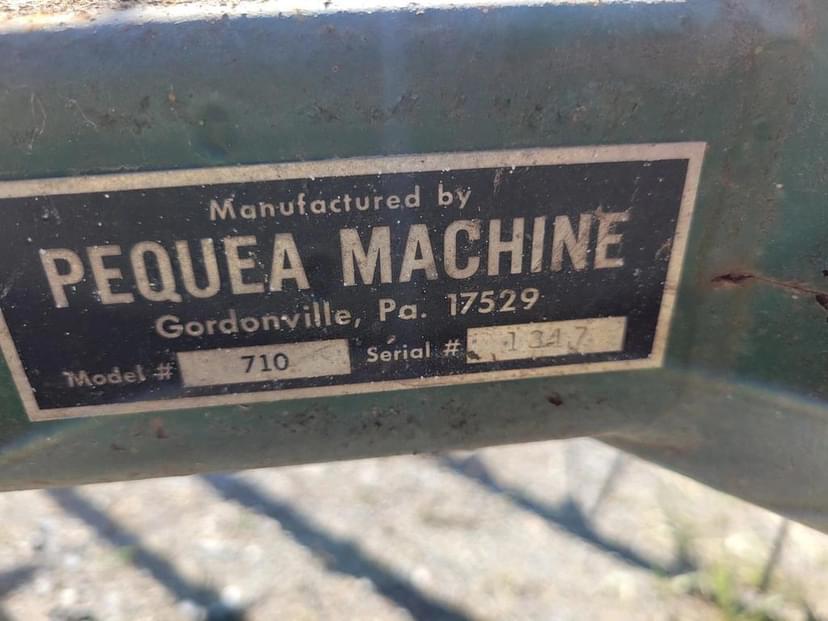 Manufactured by
PEQUEA MACHINE
Gordonville, Pa. 17529
Model # 710 Serial # 1347